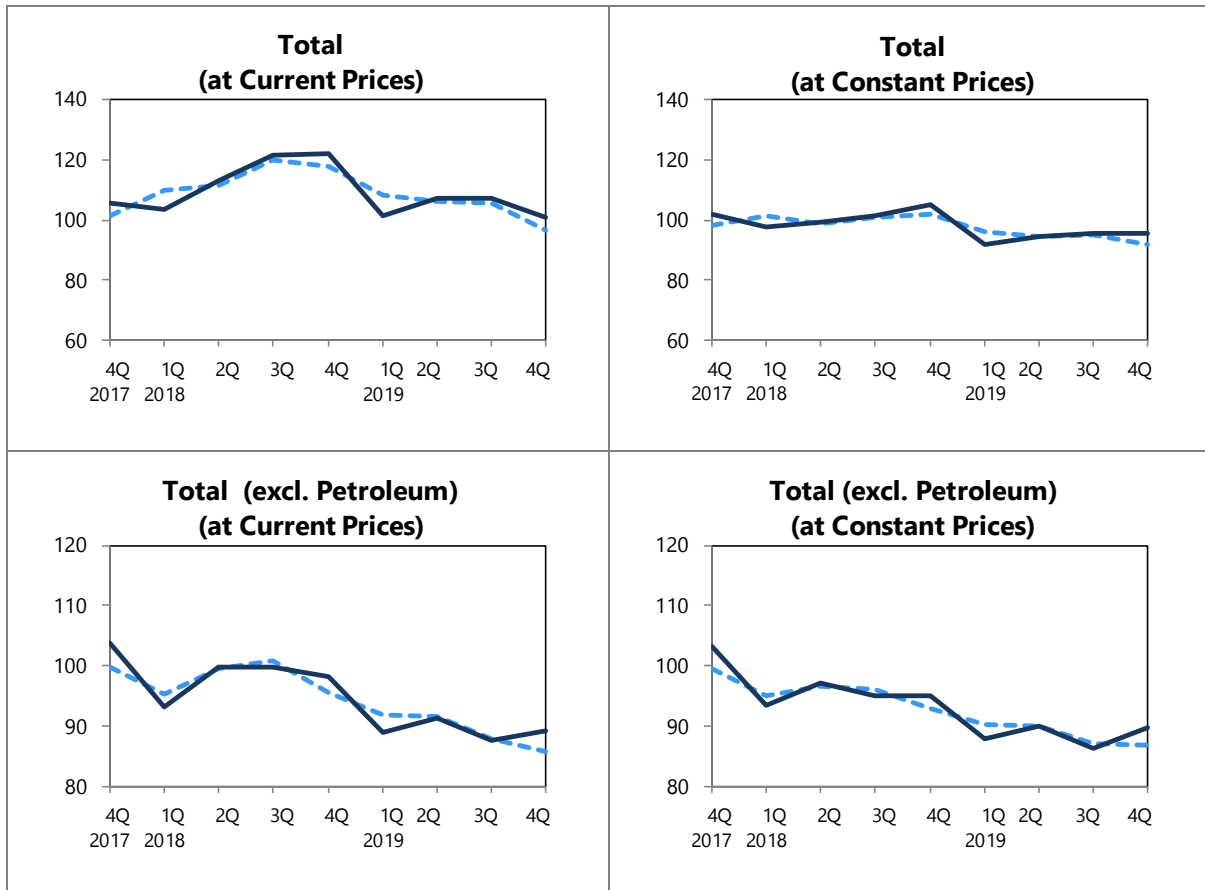 Total
(at Current Prices)
140
120
100
80
60
4Q 1Q 2Q 3Q 4Q 1Q 2Q 3Q 4Q
2017 2018 2019
Total
(at Constant Prices)
140
120
100
80
60
4Q 1Q 2Q 3Q 4Q 1Q 2Q 3Q 4Q
2017 2018 2019
Total (excl. Petroleum)
(at Current Prices)
120
110
100
90
80
4Q 1Q 2Q 3Q 4Q 1Q 2Q 3Q 4Q
2017 2018 2019
Total (excl. Petroleum)
(at Constant Prices)
120
110
100
90
80
4Q 1Q 2Q 3Q 4Q 1Q 2Q 3Q 4Q
2017 2018 2019